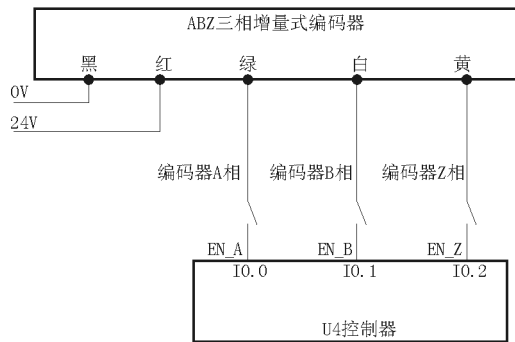 ABZ三相增量式编码器
黑 红 绿 白 黄
0V
24V
编码器A相 编码器B相 编码器Z相
EN_A EN_B EN_Z
I0.0 I0.1 I0.2
U4控制器